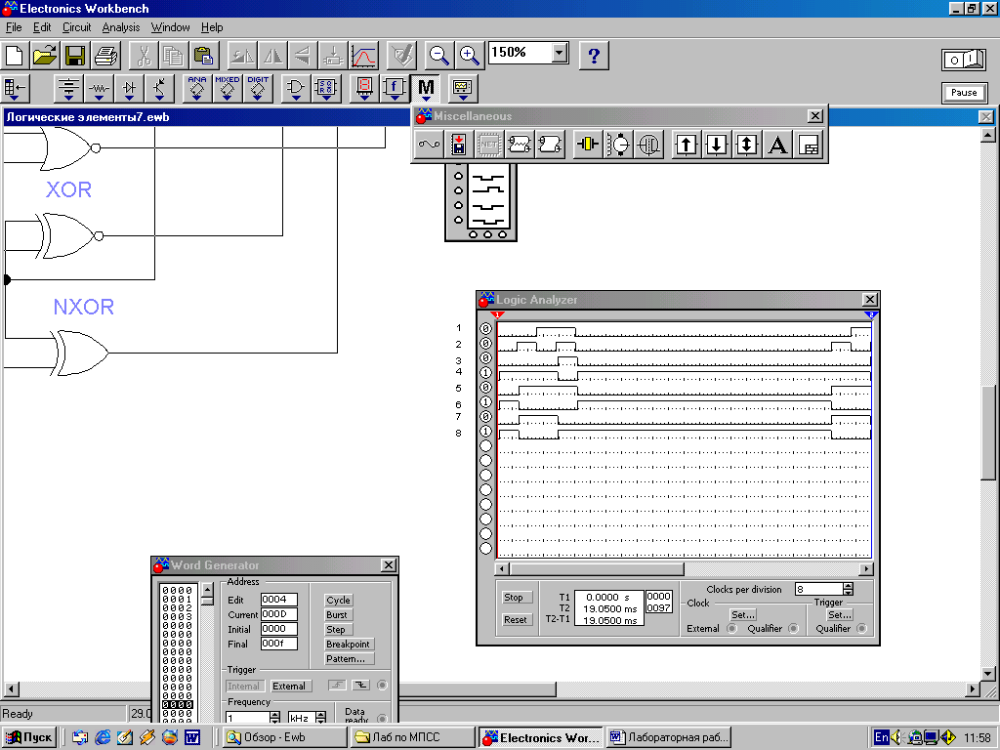 Electronics Workbench
File Edit Circuit Analysis Window Help
150%
?
ANA MIXED DIGIT
f M
Pause
Логические элементы7.ewb
Miscellaneous
NET
A
XOR
NXOR
Logic Analyzer
1 2
1 0
2 0
3 0
4 1
5 0
6 1
7 0
8 1
Stop
Reset
T1 0.0000 s 0000
T2 19.0500 ms 0097
T2-T1 19.0500 ms
Clocks per division 8
Clock
Trigger
Set...
Set...
External Qualifier
Qualifier
Word Generator
0000
0001
0002
0003
0000
0000
0000
0000
0000
0000
0000
0000
0000
0000
0000
Address
Edit 0004
Current 000D
Initial 0000
Final 000f
Cycle
Burst
Step
Breakpoint
Pattern...
Trigger
Internal External
Frequency
1 kHz
Data
ready
Ready
29.0
Пуск
Обзор - Ewb
Лаб по МПСС
Electronics Wor...
Лабораторная раб...
En
11:58